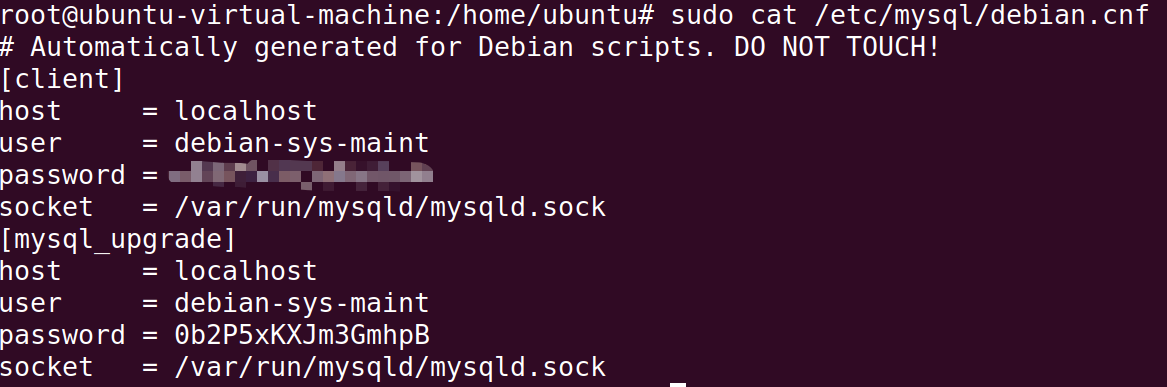 root@ubuntu-virtual-machine:/home/ubuntu# sudo cat /etc/mysql/debian.cnf
# Automatically generated for Debian scripts. DO NOT TOUCH!
[client]
host     = localhost
user     = debian-sys-maint
password =
socket   = /var/run/mysqld/mysqld.sock
[mysql_upgrade]
host     = localhost
user     = debian-sys-maint
password = 0b2P5xKXJm3GmhpB
socket   = /var/run/mysqld/mysqld.sock